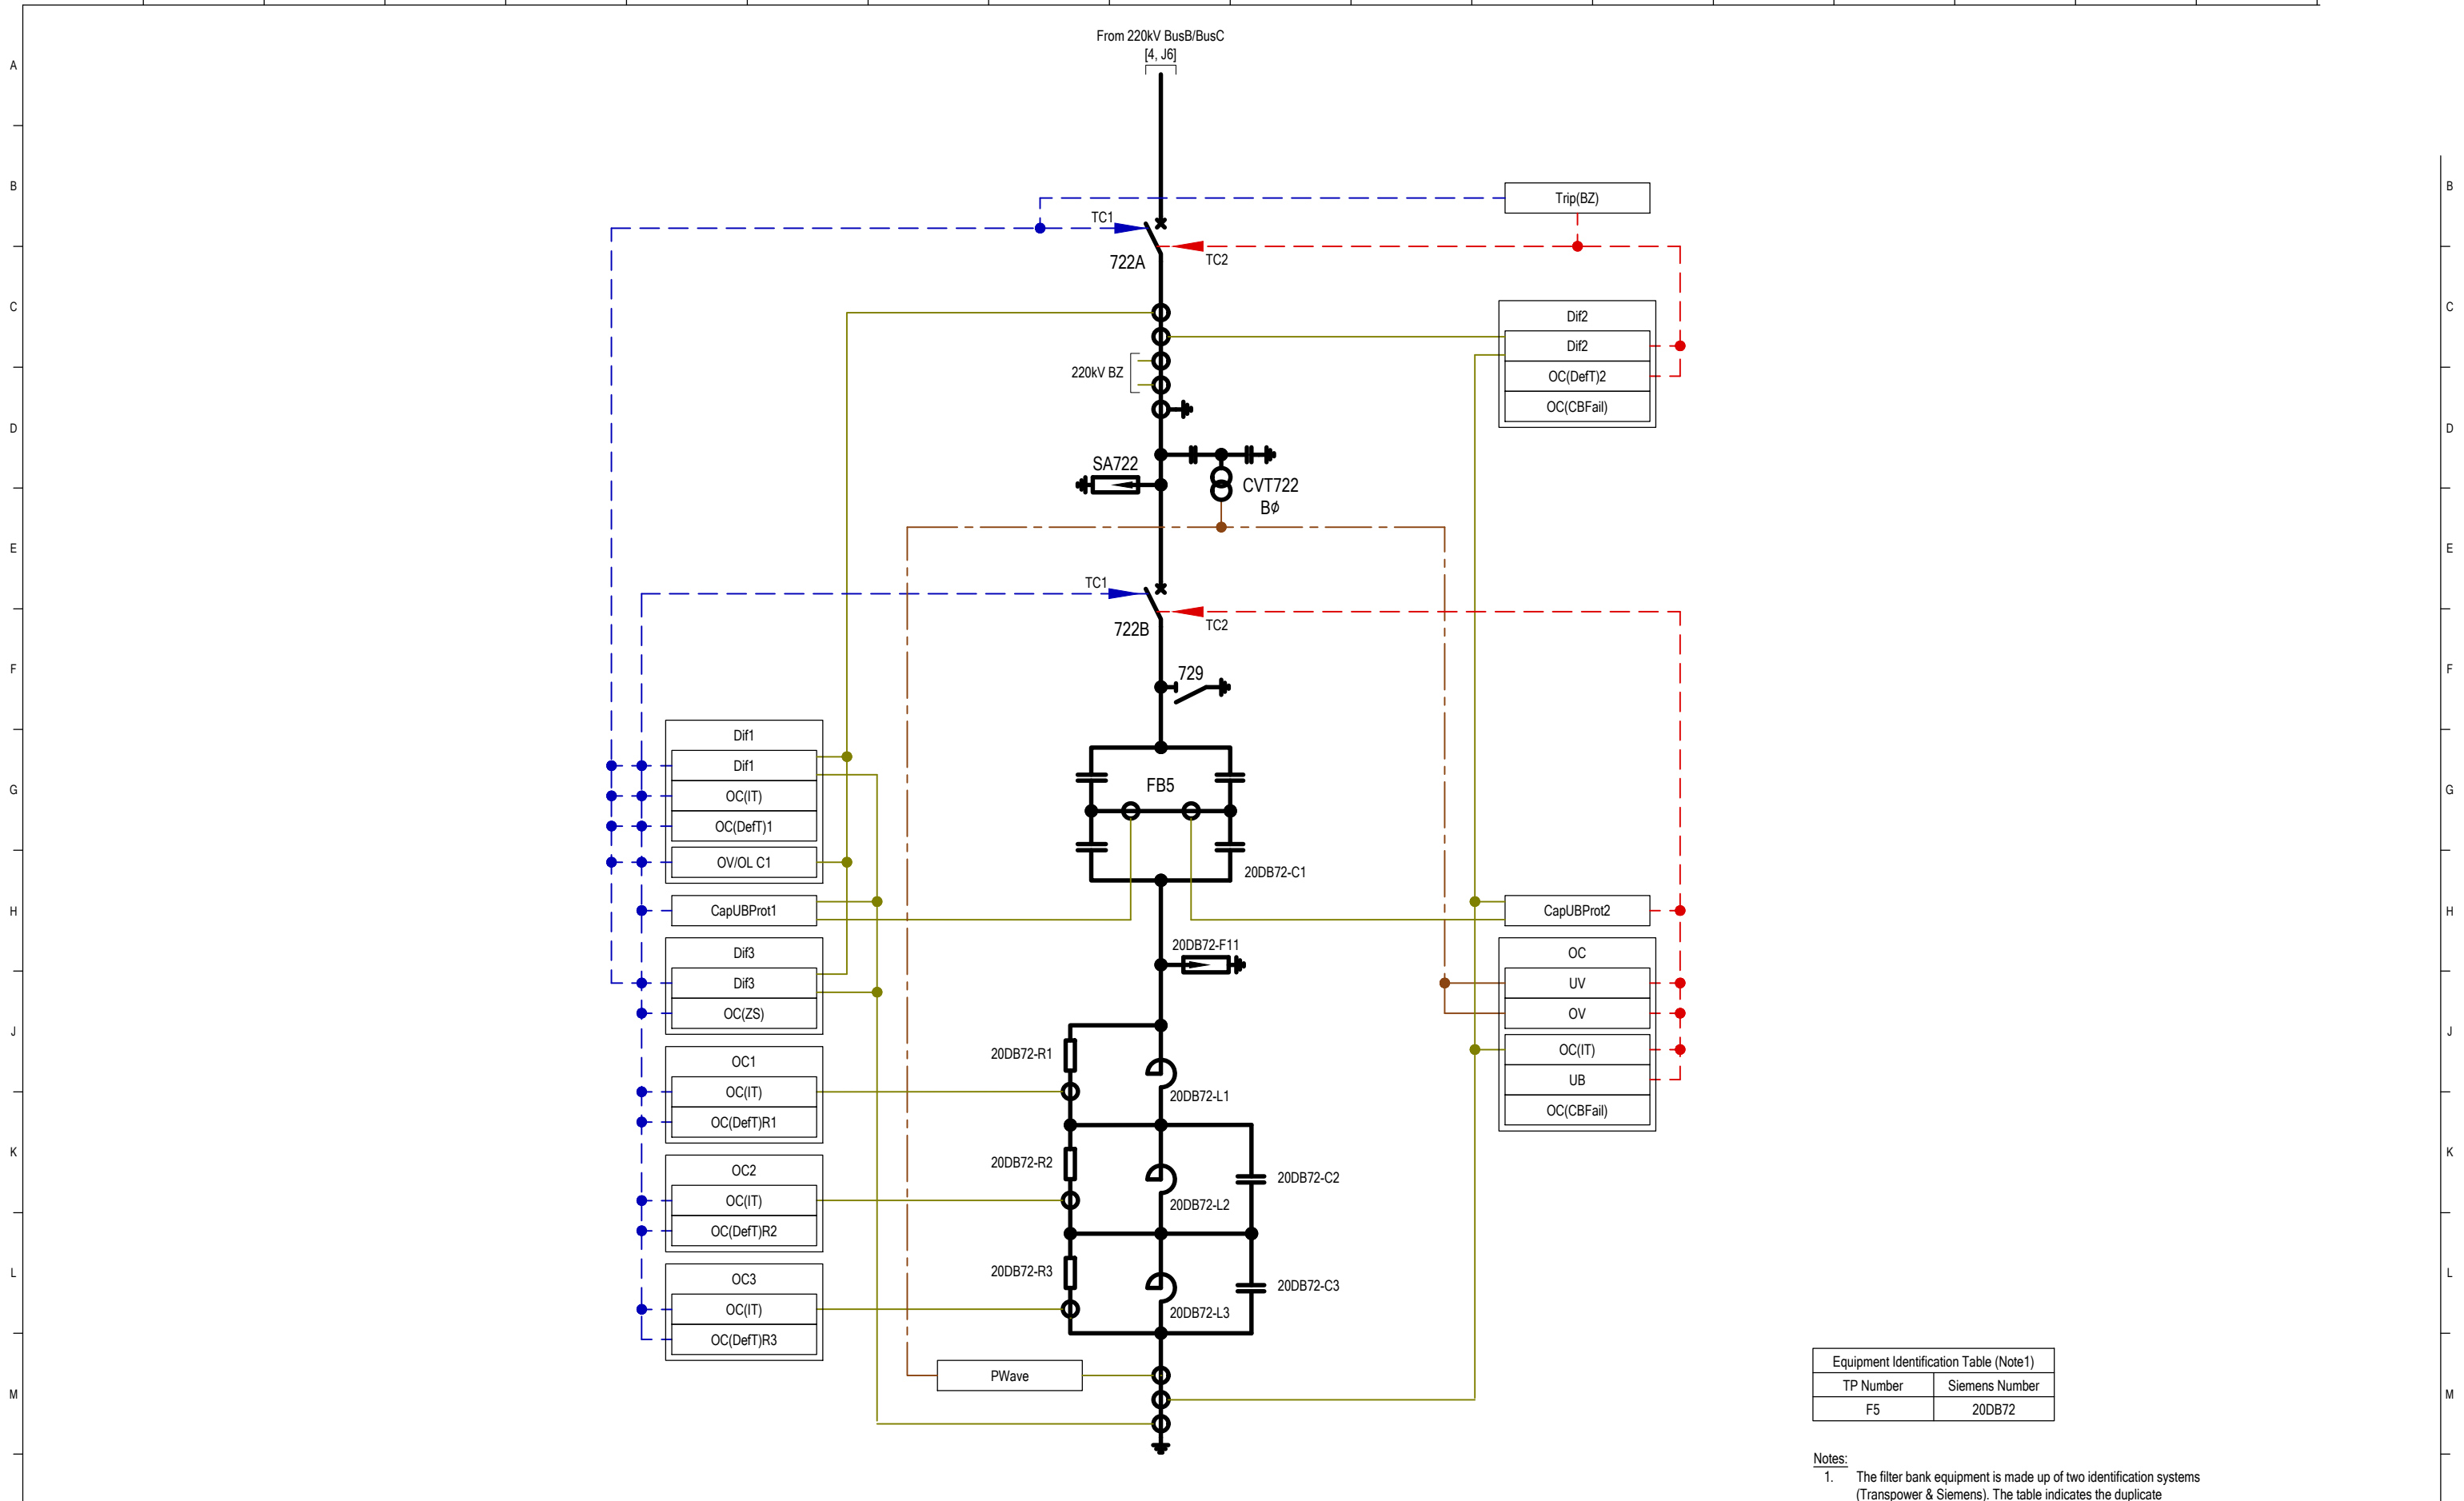 From 220kV BusB/BusC
[4, J6]
A
B
B
Trip(BZ)
TC1
722A
TC2
C
C
Dif2
Dif2
220kV BZ
OC(DefT)2
OC(CBFail)
D
D
SA722
CVT722
BØ
E
E
TC1
722B
TC2
F
F
729
Dif1
Dif1
G
G
FB5
OC(IT)
OC(DefT)1
OV/OL C1
20DB72-C1
H
H
CapUBProt1
CapUBProt2
20DB72-F11
Dif3
OC
Dif3
UV
OC(ZS)
OV
J
J
20DB72-R1
OC1
OC(IT)
UB
OC(IT)
20DB72-L1
OC(CBFail)
OC(DefT)R1
K
K
20DB72-R2
OC2
20DB72-C2
OC(IT)
20DB72-L2
OC(DefT)R2
L
L
20DB72-R3
OC3
20DB72-C3
OC(IT)
20DB72-L3
OC(DefT)R3
PWave
Equipment Identification Table (Note1)
TP Number
Siemens Number
M
M
F5
20DB72
Notes:
1. The filter bank equipment is made up of two identification systems
(Transpower & Siemens). The table indicates the duplicate